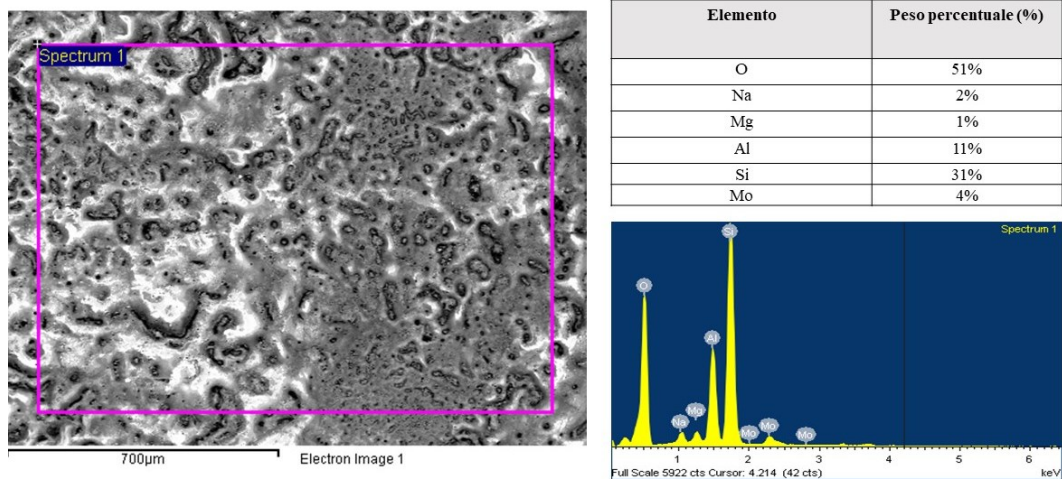 Spectrum 1
700µm
Electron Image 1
Elemento Peso percentuale (%)
O 51%
Na 2%
Mg 1%
Al 11%
Si 31%
Mo 4%
Spectrum 1
Si
O
Al
Mg
Na
Mo
Mo
Mo
1 2 3 4 5 6
Full Scale 5922 cts Cursor: 4.214 (42 cts) keV